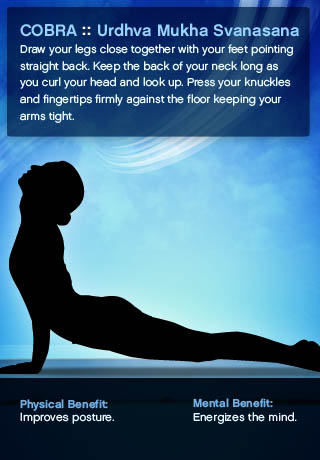 COBRA :: Urdhva Mukha Svanasana
Draw your legs close together with your feet pointing
straight back. Keep the back of your neck long as
you curl your head and look up. Press your knuckles
and fingertips firmly against the floor keeping your
arms tight.
Physical Benefit:
Improves posture.
Mental Benefit:
Energizes the mind.